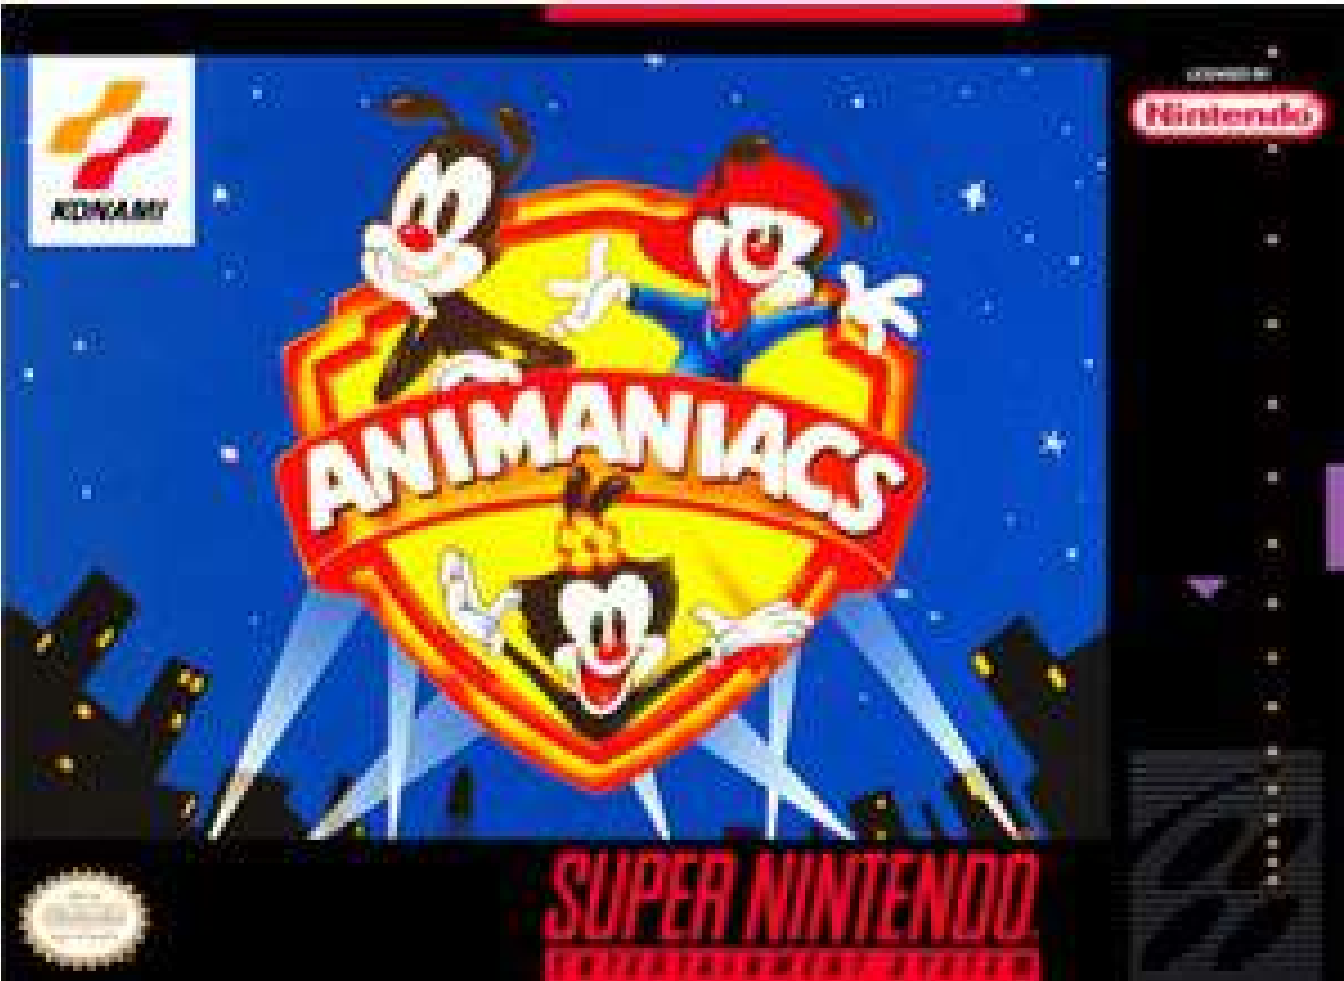 LICENSED BY
Nintendo
KONAMI
ANIMANIACS
SUPER NINTENDO
ENTERTAINMENT SYSTEM